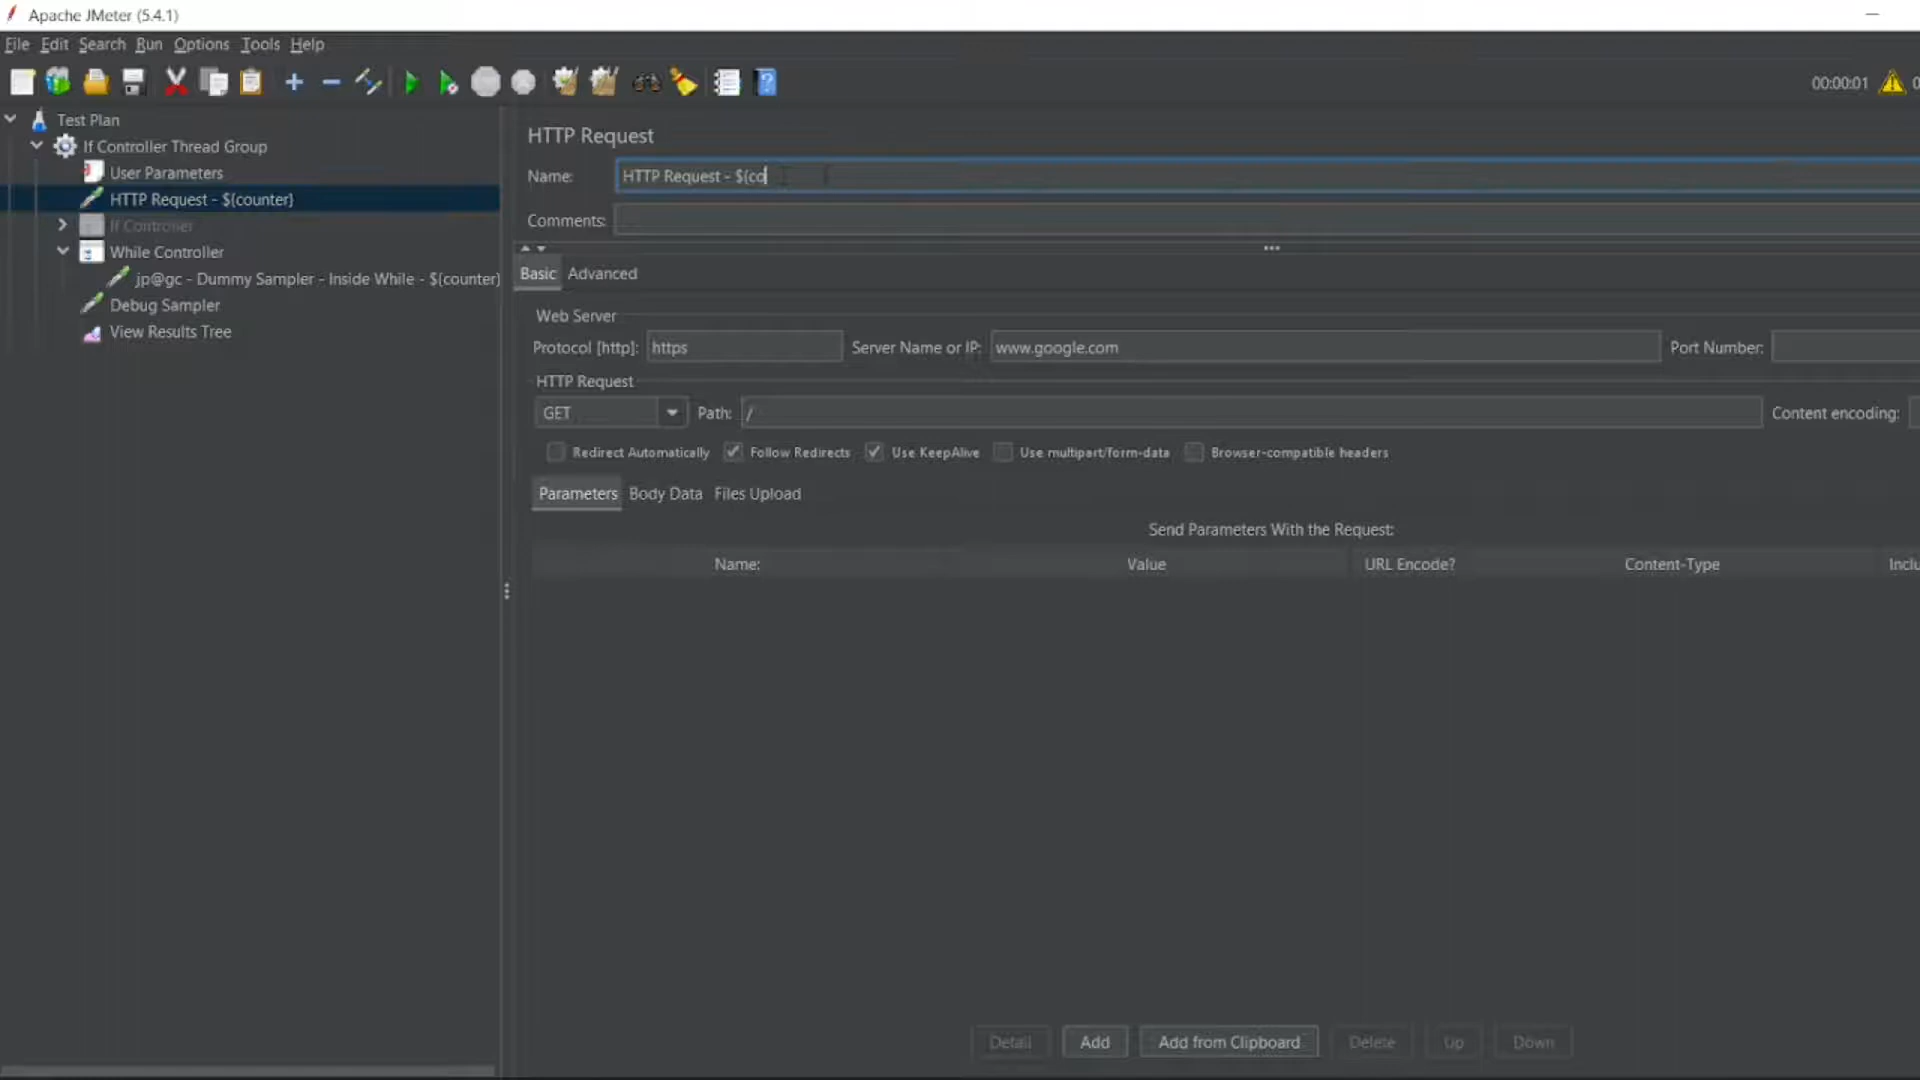 Apache JMeter (5.4.1)
File Edit Search Run Options Tools Help
00:00:01
Test Plan
If Controller Thread Group
User Parameters
HTTP Request - ${counter}
If Controller
While Controller
jp@gc - Dummy Sampler - Inside While - ${counter}
Debug Sampler
View Results Tree
HTTP Request
Name: HTTP Request - ${co
Comments:
Basic Advanced
Web Server
Protocol [http]: https Server Name or IP: www.google.com Port Number:
HTTP Request
GET Path: / Content encoding:
Redirect Automatically Follow Redirects Use KeepAlive Use multipart/form-data Browser-compatible headers
Parameters Body Data Files Upload
Send Parameters With the Request:
Name: Value URL Encode? Content-Type Inclu
Detail Add Add from Clipboard Delete Up Down